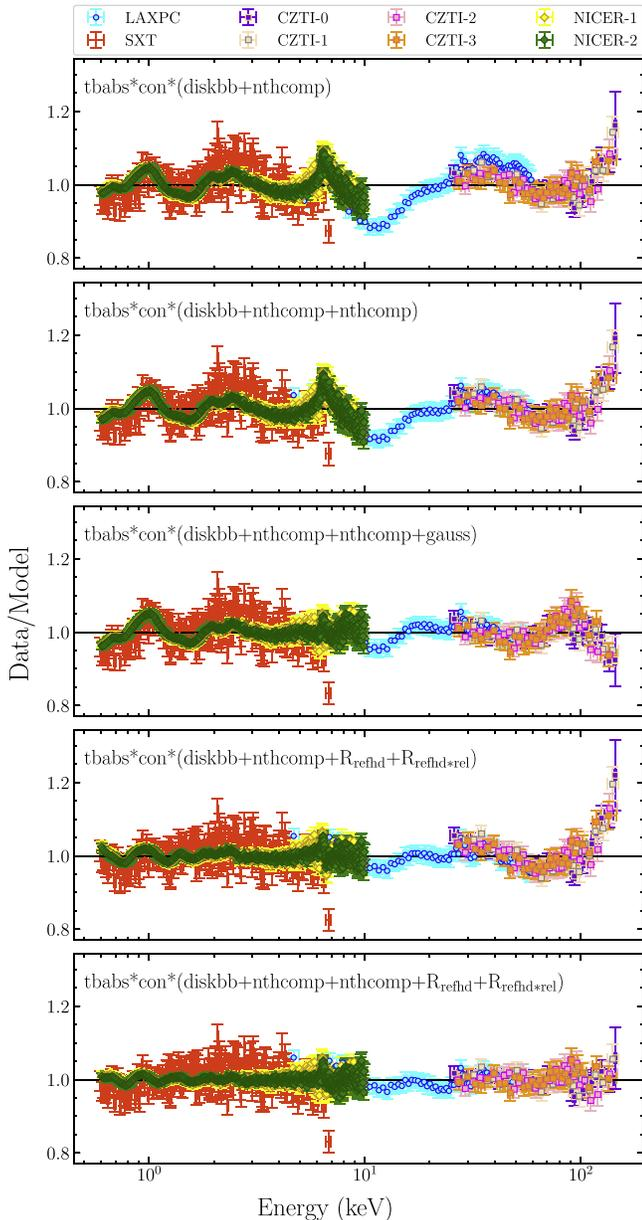 LAXPC CZTI-0 CZTI-2 NICER-1
SXT CZTI-1 CZTI-3 NICER-2
tbabs*con*(diskbb+nthcomp)
1.2
1.0
0.8
tbabs*con*(diskbb+nthcomp+nthcomp)
1.2
1.0
0.8
tbabs*con*(diskbb+nthcomp+nthcomp+gauss)
1.2
1.0
0.8
Data/Model
tbabs*con*(diskbb+nthcomp+R_refhd+R_refhd*rel)
1.2
1.0
0.8
tbabs*con*(diskbb+nthcomp+nthcomp+R_refhd+R_refhd*rel)
1.2
1.0
0.8
10^0 10^1 10^2
Energy (keV)